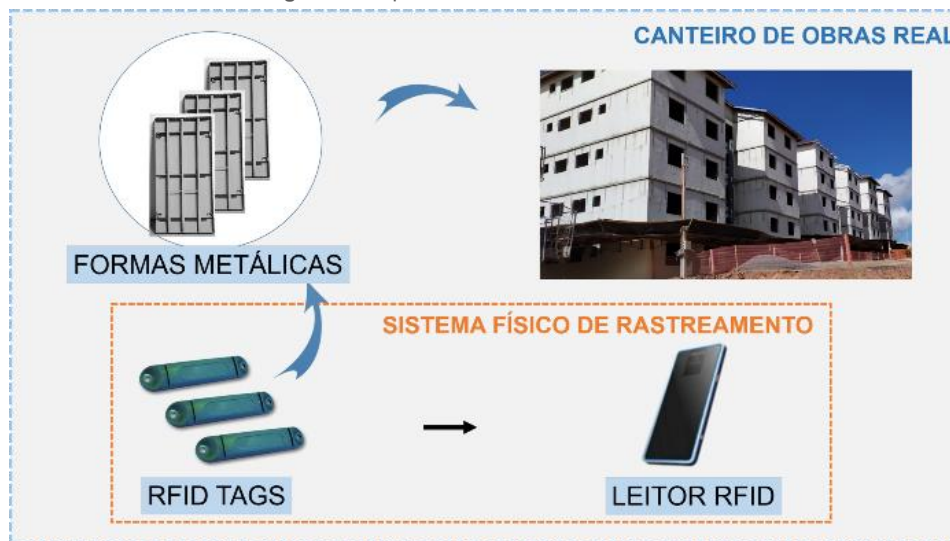 CANTEIRO DE OBRAS REAL
FORMAS METÁLICAS
SISTEMA FÍSICO DE RASTREAMENTO
RFID TAGS
LEITOR RFID